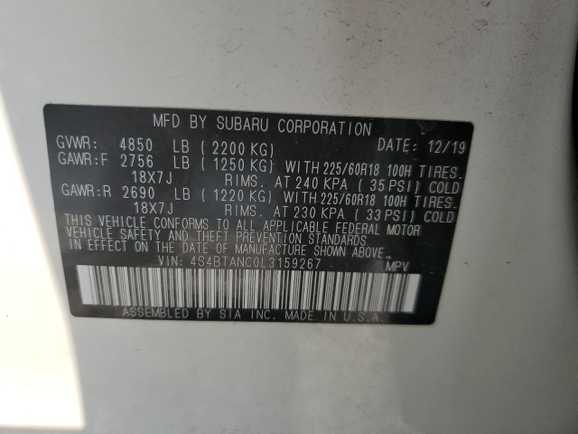 MFD BY SUBARU CORPORATION
GVWR: 4850 LB (2200 KG) DATE: 12/19
GAWR:F 2756 LB (1250 KG) WITH 225/60R18 100H TIRES.
18X7J RIMS. AT 240 KPA (35 PSI) COLD
GAWR:R 2690 LB (1220 KG) WITH 225/60R18 100H TIRES.
18X7J RIMS. AT 230 KPA (33 PSI) COLD
THIS VEHICLE CONFORMS TO ALL APPLICABLE FEDERAL MOTOR
VEHICLE SAFETY AND THEFT PREVENTION STANDARDS
IN EFFECT ON THE DATE OF MANUFACTURE SHOWN ABOVE.
VIN: 4S4BTANC0L3159267 MPV
ASSEMBLED BY SIA INC. MADE IN U.S.A.